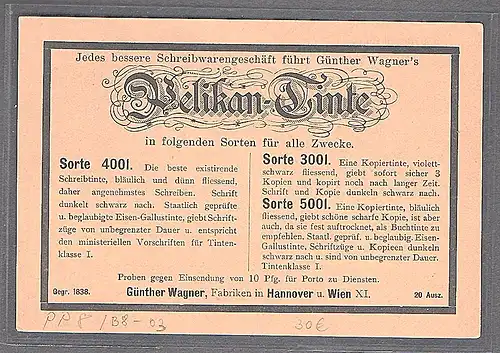 Jedes bessere Schreibwarengeschäft führt Günther Wagner's
Pelikan-Tinte
in folgenden Sorten für alle Zwecke.
Sorte 4001. Die beste existirende
Schreibtinte, bläulich und dünn fliessend,
daher angenehmstes Schreiben. Schrift
dunkelt schwarz nach. Staatlich geprüfte
u. beglaubigte Eisen-Gallustinte, giebt Schrift-
züge von unbegrenzter Dauer u. entspricht
den ministeriellen Vorschriften für Tinten-
klasse I.
Sorte 3001. Eine Kopiertinte, violett-
schwarz fliessend, giebt sofort sicher 3
Kopien und kopirt noch nach langer Zeit.
Schrift und Kopie dunkeln schwarz nach.
Sorte 5001. Eine Kopiertinte, bläulich
fliessend, giebt schöne scharfe Kopie, ist aber
auch, da sie fest auftrocknet, als Buchtinte zu
empfehlen. Staatl. geprüf. u. beglaubig. Eisen-
Gallustinte, Schriftzüge u. Kopieen dunkeln
schwarz nach u. sind von unbegrenzter Dauer.
Tintenklasse I.
Proben gegen Einsendung von 10 Pfg. für Porto zu Diensten.
Gegr. 1838. Günther Wagner, Fabriken in Hannover u. Wien XI. 20 Ausz.
PP8/B8-03 30€